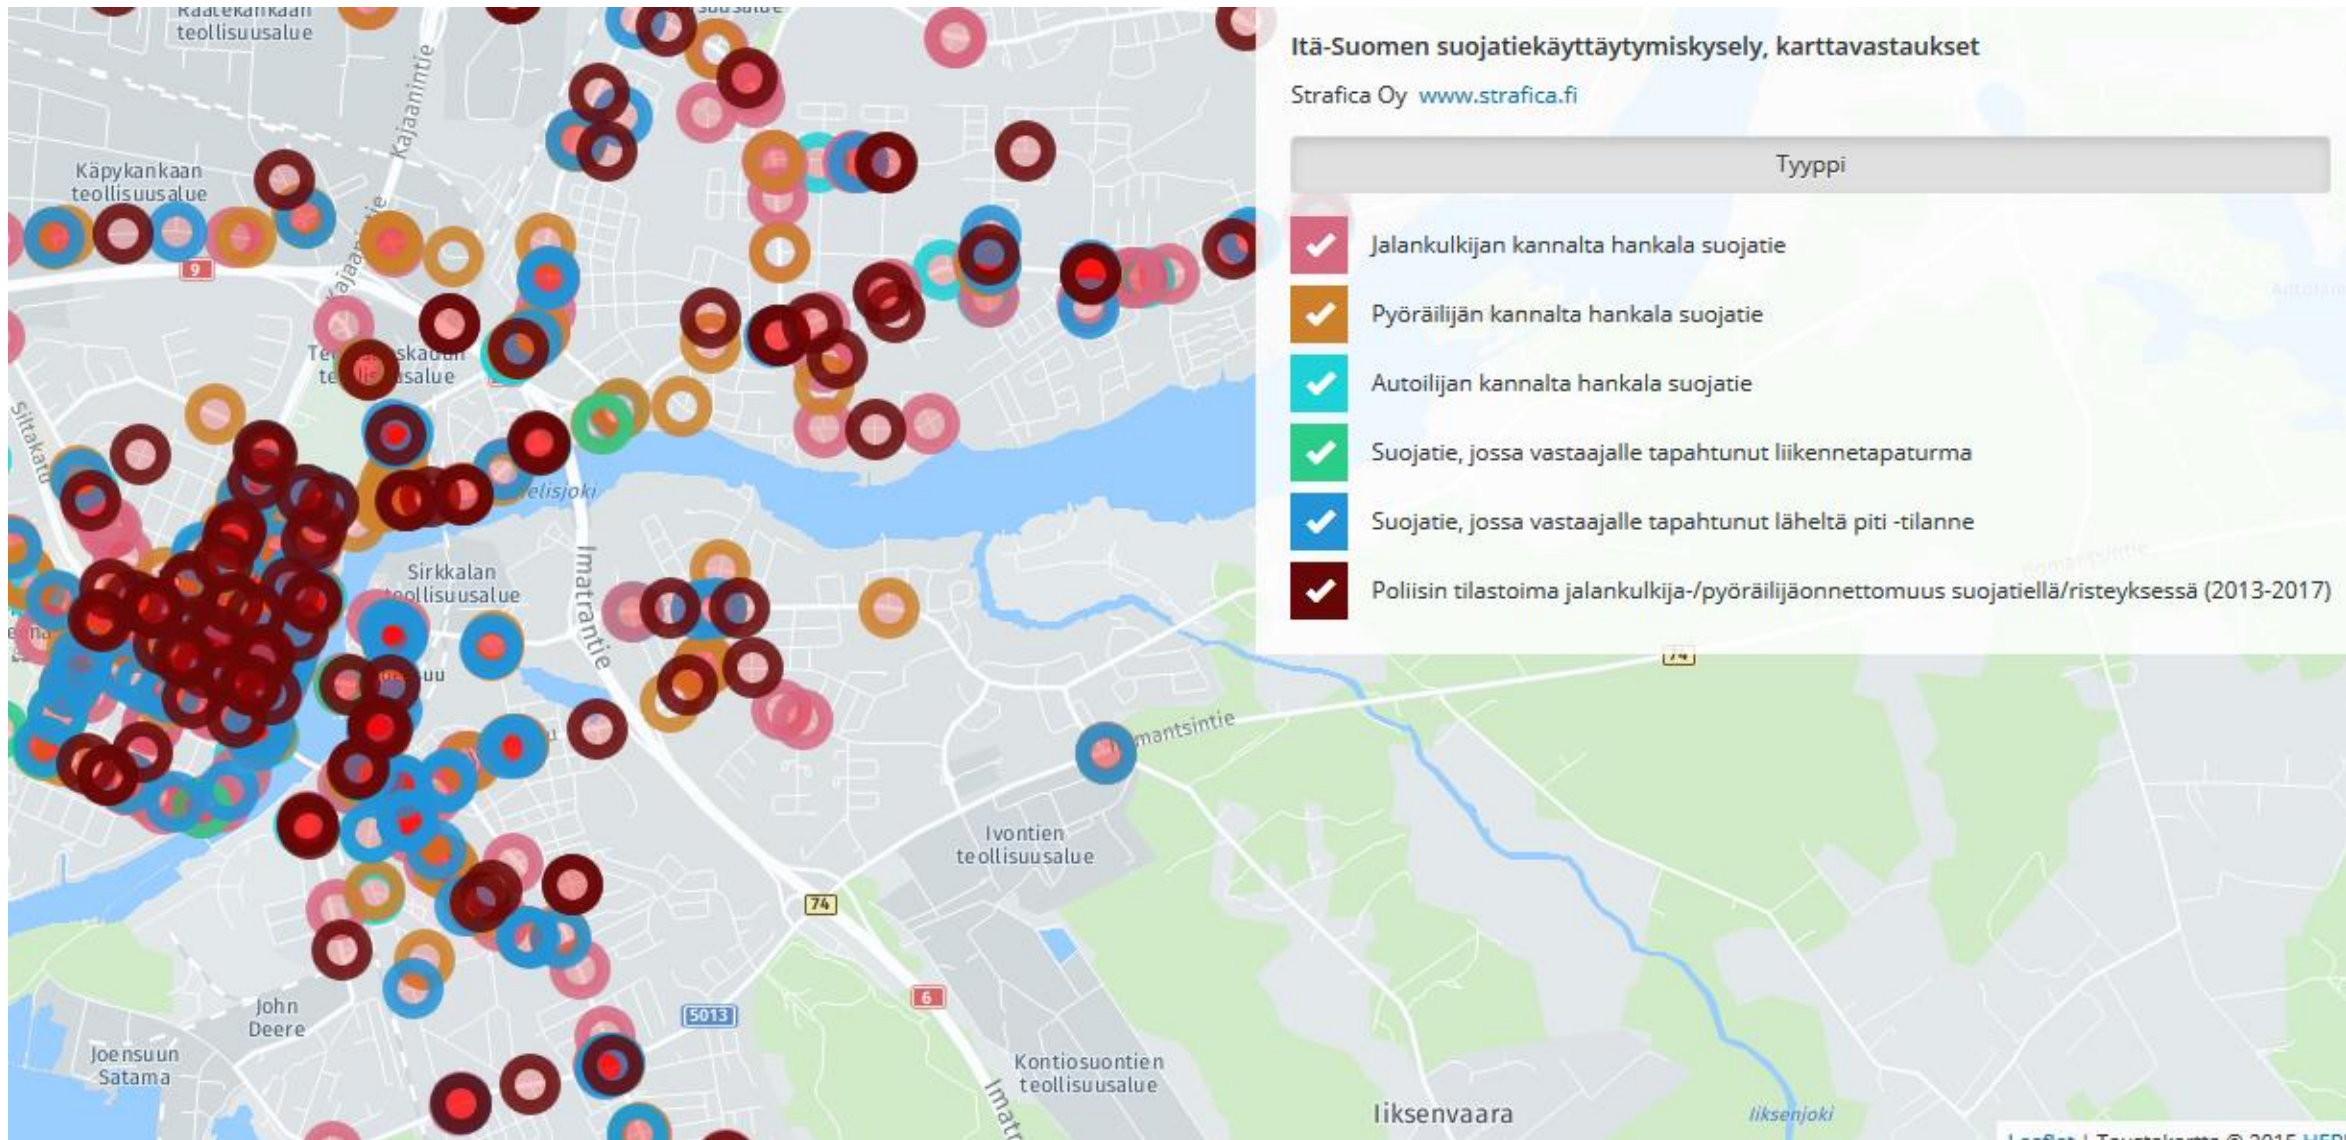 teollisuusalue
Kajaanintie
Käpykankaan
teollisuusalue
9
Siltakatu
elisjoki
Sirkkalan
teollisuusalue
Imatrantie
74
Ivontien
teollisuusalue
74
6
5013
John
Deere
Joensuun
Satama
Kontiosuontien
teollisuusalue
Iiksenvaara
Iiksenjoki
Itä-Suomen suojatiekäyttäytymiskysely, karttavastaukset
Strafica Oy www.strafica.fi
Tyyppi
Jalankulkijan kannalta hankala suojatie
Pyöräilijän kannalta hankala suojatie
Autoilijan kannalta hankala suojatie
Suojatie, jossa vastaajalle tapahtunut liikennetapaturma
Suojatie, jossa vastaajalle tapahtunut läheltä piti -tilanne
Poliisin tilastoima jalankulkija-/pyöräilijäonnettomuus suojatiellä/risteyksessä (2013-2017)